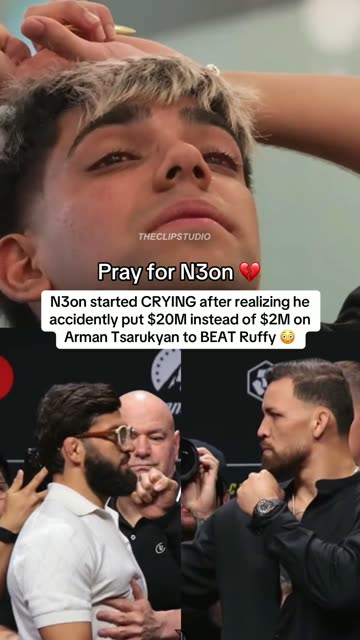 THECLIPSTUDIO
Pray for N3on 💔
N3on started CRYING after realizing he
accidently put $20M instead of $2M on
Arman Tsarukyan to BEAT Ruffy 😳